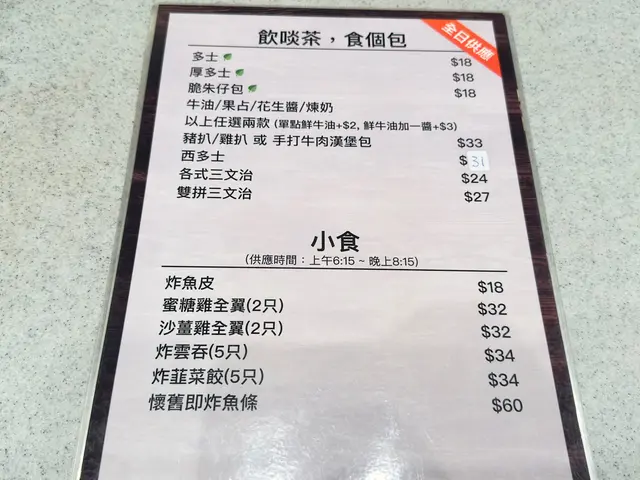 飲啖茶，食個包
全日供應
多士 $18
厚多士 $18
脆朱仔包 $18
牛油/果占/花生醬/煉奶
以上任選兩款 (單點鮮牛油+$2, 鮮牛油加一醬+$3)
豬扒/雞扒 或 手打牛肉漢堡包 $33
西多士 $31
各式三文治 $24
雙拼三文治 $27
小食
(供應時間：上午6:15 ~ 晚上8:15)
炸魚皮 $18
蜜糖雞全翼(2只) $32
沙薑雞全翼(2只) $32
炸雲吞(5只) $34
炸韮菜餃(5只) $34
懷舊即炸魚條 $60